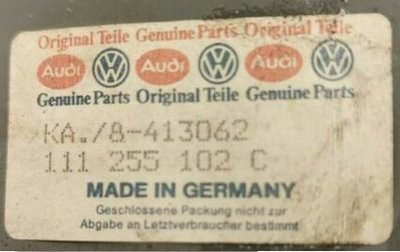 Original Teile Genuine Parts Original Teile
Audi VW Audi VW Audi VW
Genuine Parts Original Teile Genuine Parts
KA./8-413062
111 255 102 C
MADE IN GERMANY
Geschlossene Packung nicht zur
Abgabe an Letztverbraucher bestimmt